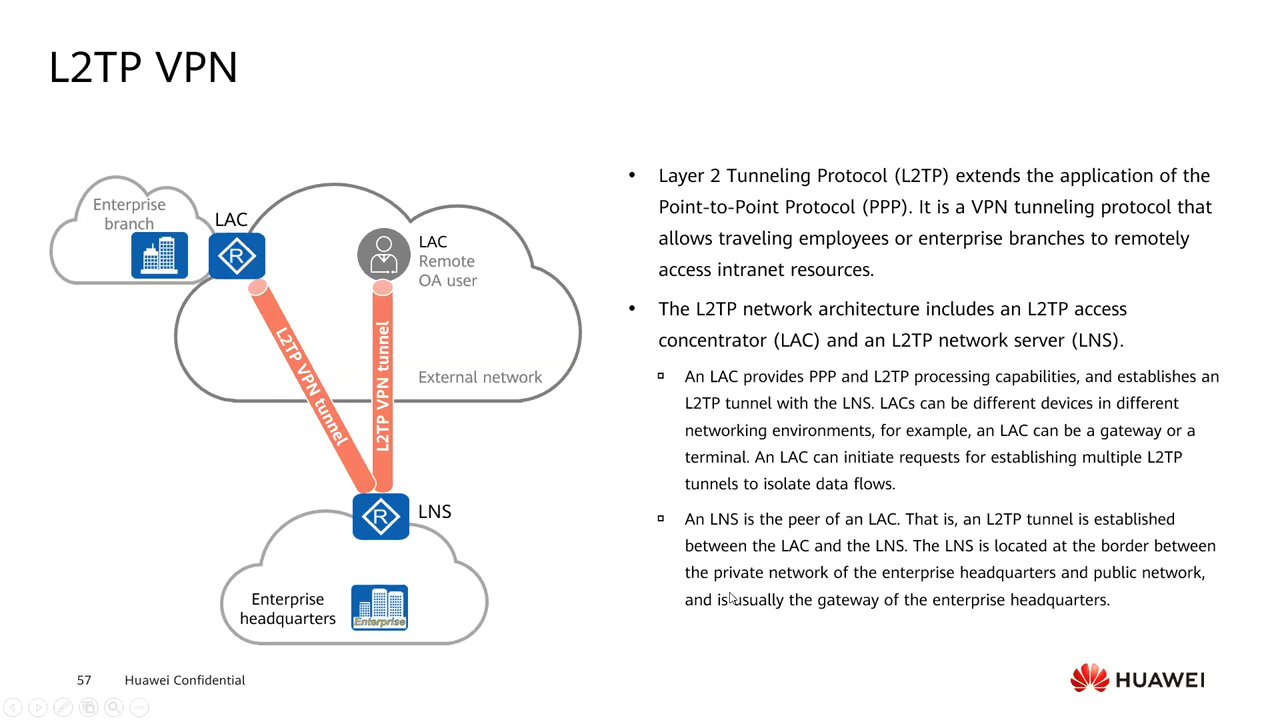 L2TP VPN
Enterprise
branch
LAC
LAC
Remote
OA user
L2TP VPN tunnel
L2TP VPN tunnel
External network
LNS
Enterprise
headquarters
Enterprise
• Layer 2 Tunneling Protocol (L2TP) extends the application of the
Point-to-Point Protocol (PPP). It is a VPN tunneling protocol that
allows traveling employees or enterprise branches to remotely
access intranet resources.
• The L2TP network architecture includes an L2TP access
concentrator (LAC) and an L2TP network server (LNS).
▫ An LAC provides PPP and L2TP processing capabilities, and establishes an
L2TP tunnel with the LNS. LACs can be different devices in different
networking environments, for example, an LAC can be a gateway or a
terminal. An LAC can initiate requests for establishing multiple L2TP
tunnels to isolate data flows.
▫ An LNS is the peer of an LAC. That is, an L2TP tunnel is established
between the LAC and the LNS. The LNS is located at the border between
the private network of the enterprise headquarters and public network,
and is usually the gateway of the enterprise headquarters.
R
R
57 Huawei Confidential
HUAWEI